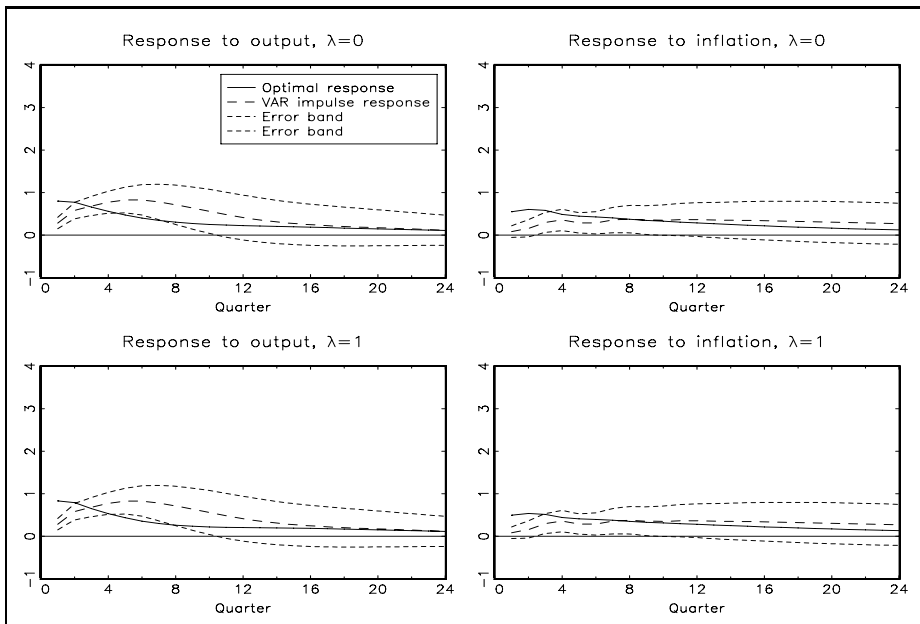 Response to output, λ=0
4
3
2
1
0
-1
Optimal response
VAR impulse response
Error band
Error band
0 4 8 12 16 20 24
Quarter
Response to inflation, λ=0
4
3
2
1
0
-1
0 4 8 12 16 20 24
Quarter
Response to output, λ=1
4
3
2
1
0
-1
0 4 8 12 16 20 24
Quarter
Response to inflation, λ=1
4
3
2
1
0
-1
0 4 8 12 16 20 24
Quarter